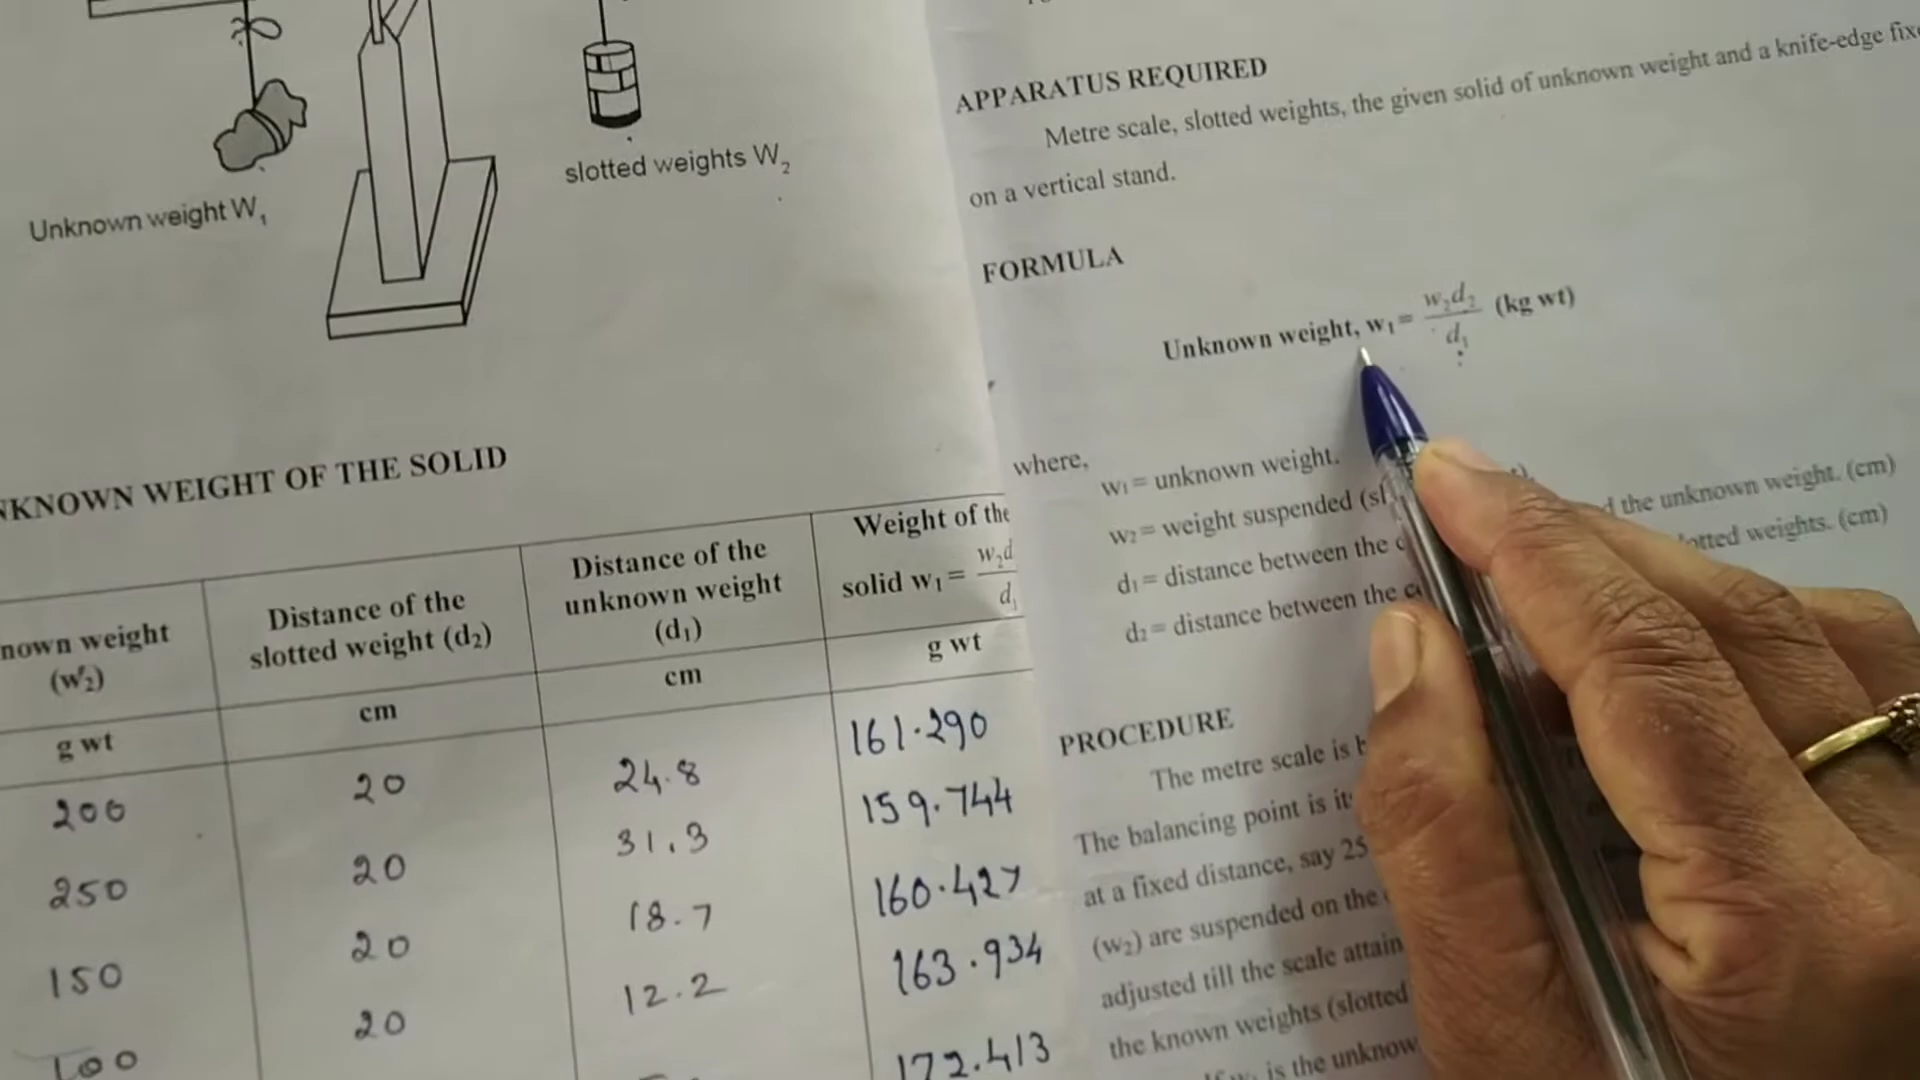 slotted weights W2
Unknown weight W1
UNKNOWN WEIGHT OF THE SOLID
weight
(w2)
g wt
Distance of the
slotted weight (d2)
cm
Distance of the
unknown weight
(d1)
cm
Weight of the
solid w1 = w2d
d1
g wt
200 20 24.8 161.290
250 20 31.3 159.744
150 20 18.7 160.427
100 20 12.2 163.934
172.413
APPARATUS REQUIRED
Metre scale, slotted weights, the given solid of unknown weight and a knife-edge
on a vertical stand.
FORMULA
Unknown weight, w1 = w2d2 (kg wt)
d1
where,
w1 = unknown weight.
w2 = weight suspended
d1 = distance between the the unknown weight. (cm)
d2 = distance between the weights. (cm)
PROCEDURE
The metre scale is
The balancing point is
at a fixed distance, say 25
(w2) are suspended on the
adjusted till the scale
the known weights (slotted
is the